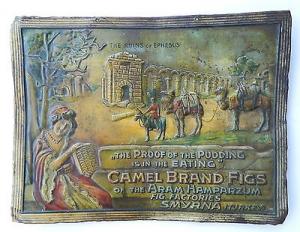 THE RUINS OF EPHESUS
"THE PROOF OF THE PUDDING
IS IN THE EATING"
CAMEL BRAND FIGS
OF THE ARAM HAMPARZUM
FIG FACTORIES
SMYRNA